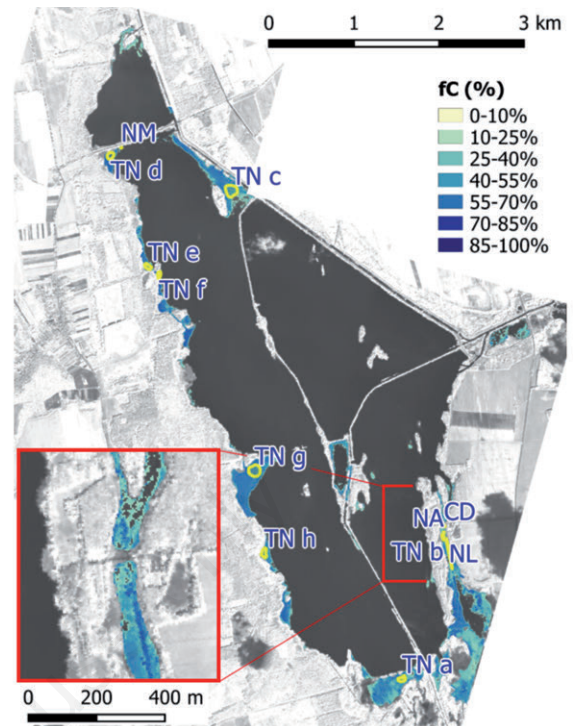 0 1 2 3 km
fC (%)
0-10%
10-25%
25-40%
40-55%
55-70%
70-85%
85-100%
NM
TN d
TN c
TN e
TN f
TN g
NA CD
TN b NL
TN h
TN a
0 200 400 m